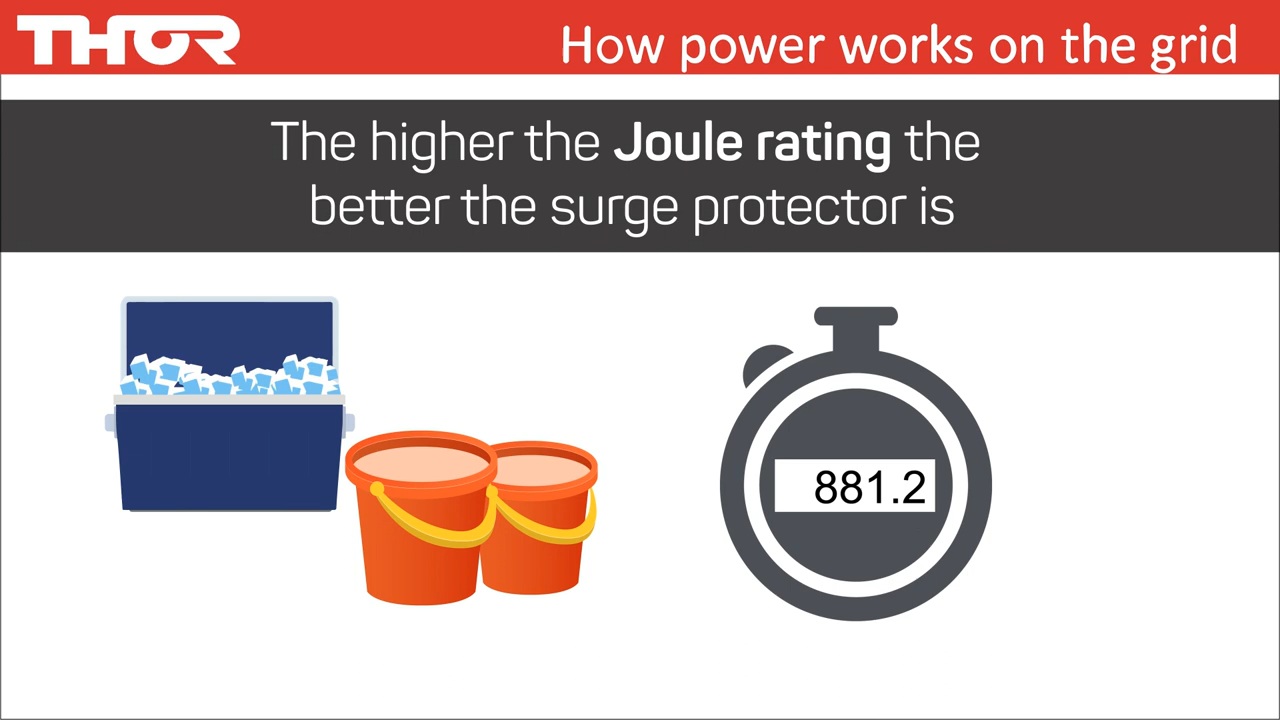 THOR
How power works on the grid
The higher the Joule rating the
better the surge protector is
881.2